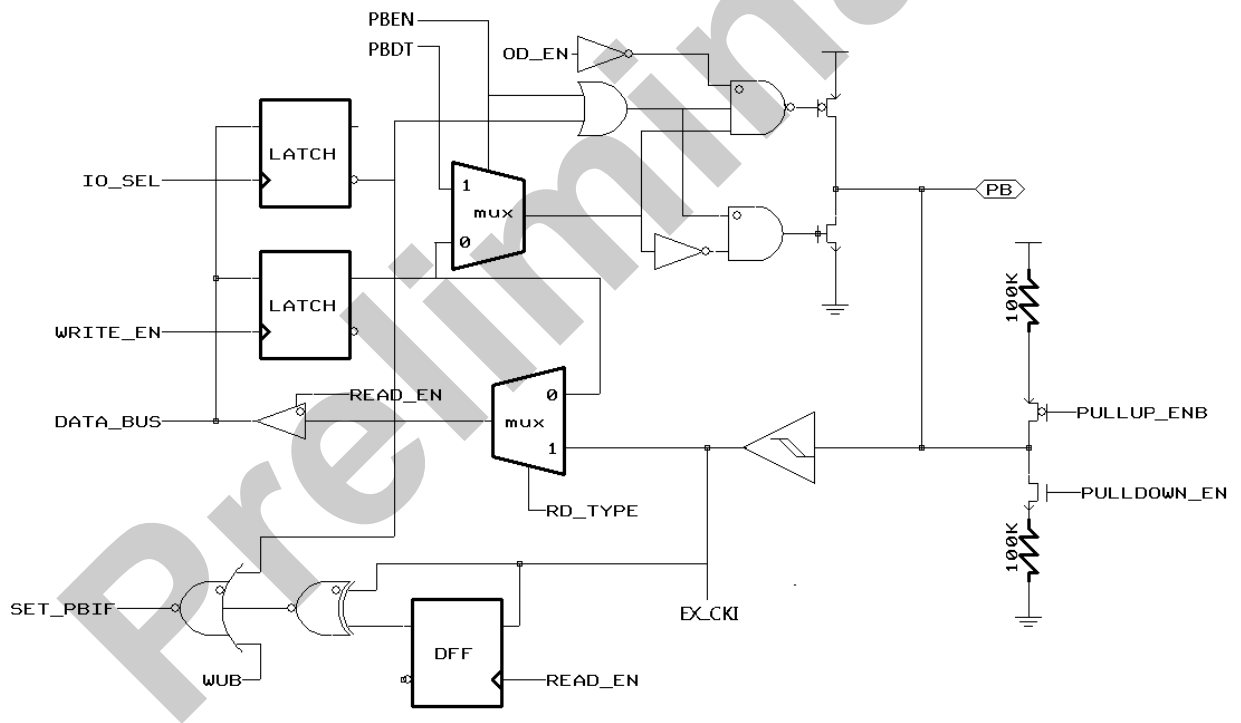 PBEN
PBDT
OD_EN
LATCH
IO_SEL
1
mux
0
PB
LATCH
WRITE_EN
100K
READ_EN
DATA_BUS
0
mux
1
PULLUP_ENB
RD_TYPE
PULLDOWN_EN
100K
SET_PBIF
EX_CKI
DFF
WUB
READ_EN
Prelimina